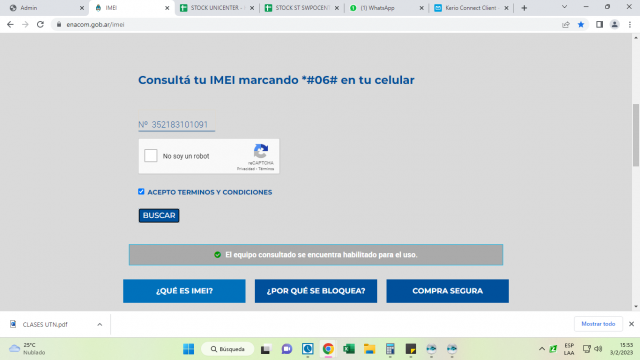 Admin
IMEI
STOCK UNICENTER -
STOCK ST SWPOCENT
(1) WhatsApp
Kerio Connect Client
enacom.gob.ar/imei
Consultá tu IMEI marcando *#06# en tu celular
Nº 352183101091
No soy un robot
reCAPTCHA
Privacidad - Términos
ACEPTO TERMINOS Y CONDICIONES
BUSCAR
El equipo consultado se encuentra habilitado para el uso.
¿QUÉ ES IMEI?
¿POR QUÉ SE BLOQUEA?
COMPRA SEGURA
CLASES UTN.pdf
Mostrar todo
25°C
Nublado
Búsqueda
ESP
LAA
15:53
3/2/2023